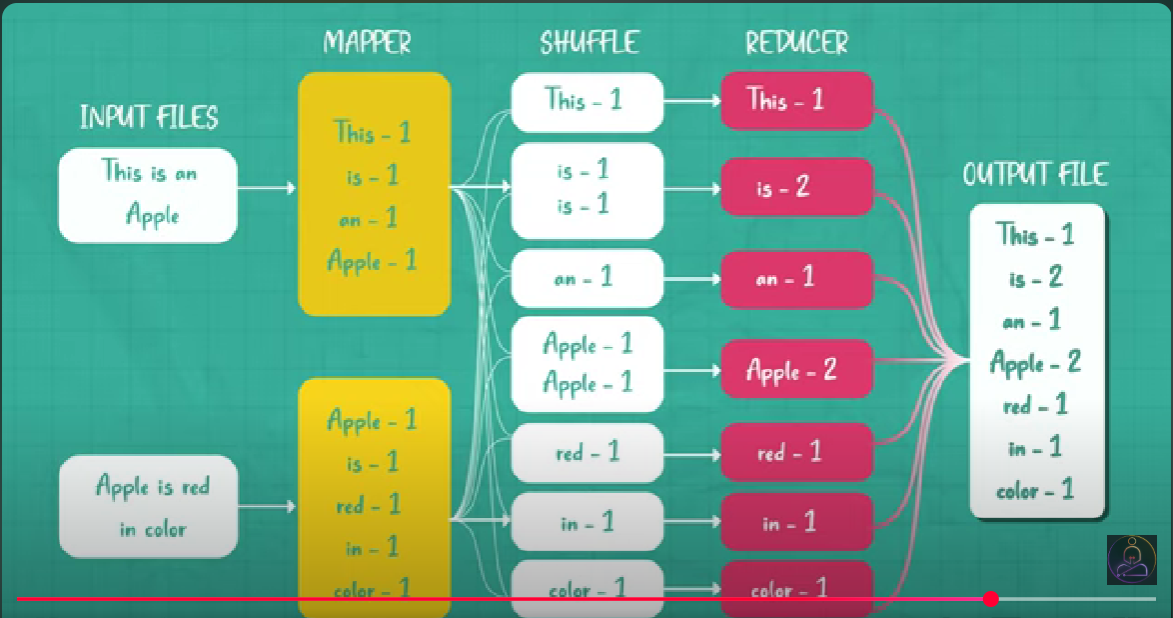 MAPPER
SHUFFLE
REDUCER
INPUT FILES
This is an
Apple
This - 1
is - 1
an - 1
Apple - 1
Apple is red
in color
Apple - 1
is - 1
red - 1
in - 1
color - 1
This - 1
is - 1
is - 1
an - 1
Apple - 1
Apple - 1
red - 1
in - 1
color - 1
This - 1
is - 2
an - 1
Apple - 2
red - 1
in - 1
color - 1
OUTPUT FILE
This - 1
is - 2
an - 1
Apple - 2
red - 1
in - 1
color - 1